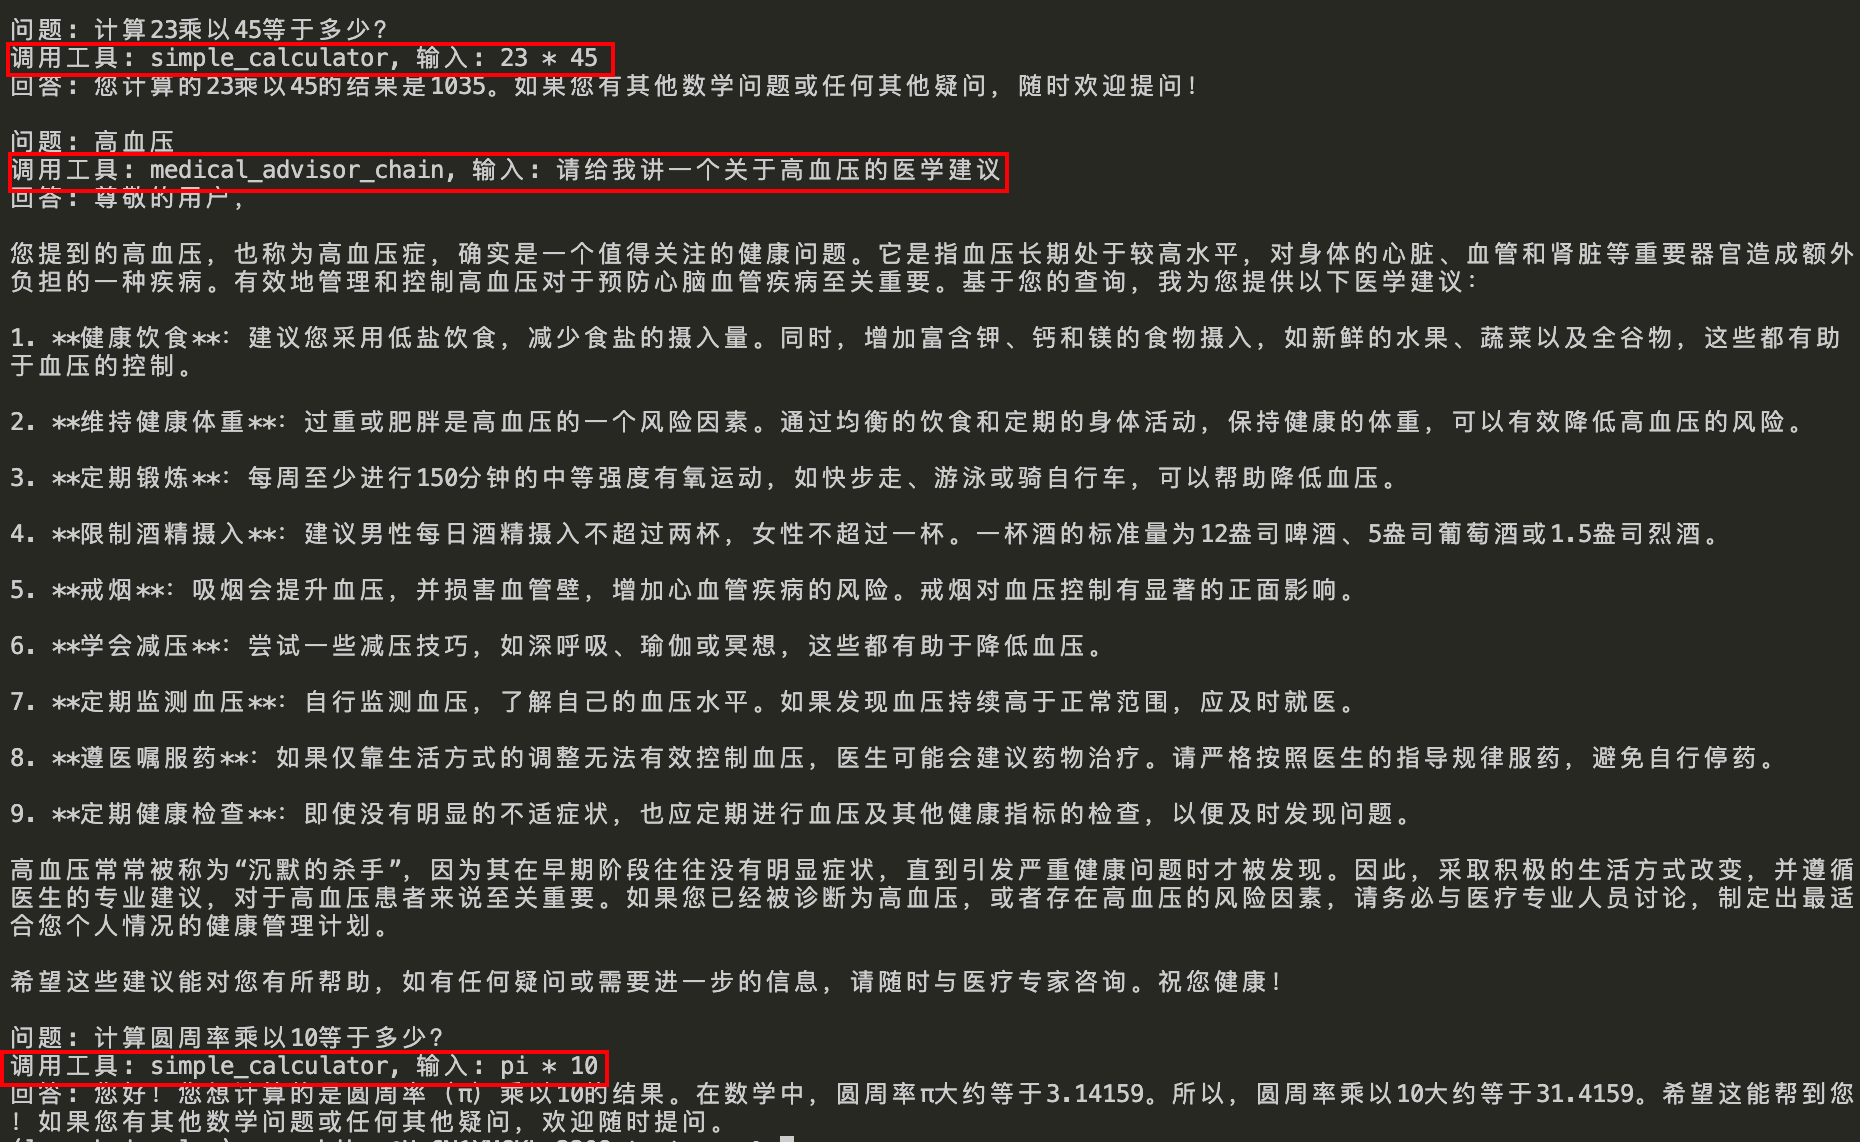 问题: 计算23乘以45等于多少?
调用工具: simple_calculator, 输入: 23 * 45
回答: 您计算的23乘以45的结果是1035。如果您有其他数学问题或任何其他疑问, 随时欢迎提问!
问题: 高血压
调用工具: medical_advisor_chain, 输入: 请给我讲一个关于高血压的医学建议
回答: 尊敬的用户,
您提到的高血压, 也称为高血压症, 确实是一个值得关注的健康问题。它是指血压长期处于较高水平, 对身体的心脏、血管和肾脏等重要器官造成额外
负担的一种疾病。有效地管理和控制高血压对于预防心脑血管疾病至关重要。基于您的查询, 我为您提供以下医学建议:
1. **健康饮食**: 建议您采用低盐饮食, 减少食盐的摄入量。同时, 增加富含钾、钙和镁的食物摄入, 如新鲜的水果、蔬菜以及全谷物, 这些都有助
于血压的控制。
2. **维持健康体重**: 过重或肥胖是高血压的一个风险因素。通过均衡的饮食和定期的身体活动, 保持健康的体重, 可以有效降低高血压的风险。
3. **定期锻炼**: 每周至少进行150分钟的中等强度有氧运动, 如快步走、游泳或骑自行车, 可以帮助降低血压。
4. **限制酒精摄入**: 建议男性每日酒精摄入不超过两杯, 女性不超过一杯。一杯酒的标准量为12盎司啤酒、5盎司葡萄酒或1.5盎司烈酒。
5. **戒烟**: 吸烟会提升血压, 并损害血管壁, 增加心血管疾病的风险。戒烟对血压控制有显著的正面影响。
6. **学会减压**: 尝试一些减压技巧, 如深呼吸、瑜伽或冥想, 这些都有助于降低血压。
7. **定期监测血压**: 自行监测血压, 了解自己的血压水平。如果发现血压持续高于正常范围, 应及时就医。
8. **遵医嘱服药**: 如果仅靠生活方式的调整无法有效控制血压, 医生可能会建议药物治疗。请严格按照医生的指导规律服药, 避免自行停药。
9. **定期健康检查**: 即使没有明显的不适症状, 也应定期进行血压及其他健康指标的检查, 以便及时发现问题。
高血压常常被称为“沉默的杀手”, 因为其在早期阶段往往没有明显症状, 直到引发严重健康问题时才被发现。因此, 采取积极的生活方式改变, 并遵循
医生的专业建议, 对于高血压患者来说至关重要。如果您已经被诊断为高血压, 或者存在高血压的风险因素, 请务必与医疗专业人员讨论, 制定出最适
合您个人情况的健康管理计划。
希望这些建议能对您有所帮助, 如有任何疑问或需要进一步的信息, 请随时与医疗专家咨询。祝您健康!
问题: 计算圆周率乘以10等于多少?
调用工具: simple_calculator, 输入: pi * 10
回答: 您好! 您想计算的是圆周率 (π) 乘以10的结果。在数学中, 圆周率π大约等于3.14159。所以, 圆周率乘以10大约等于31.4159。希望这能帮到您
! 如果您有其他数学问题或任何其他疑问, 欢迎随时提问。